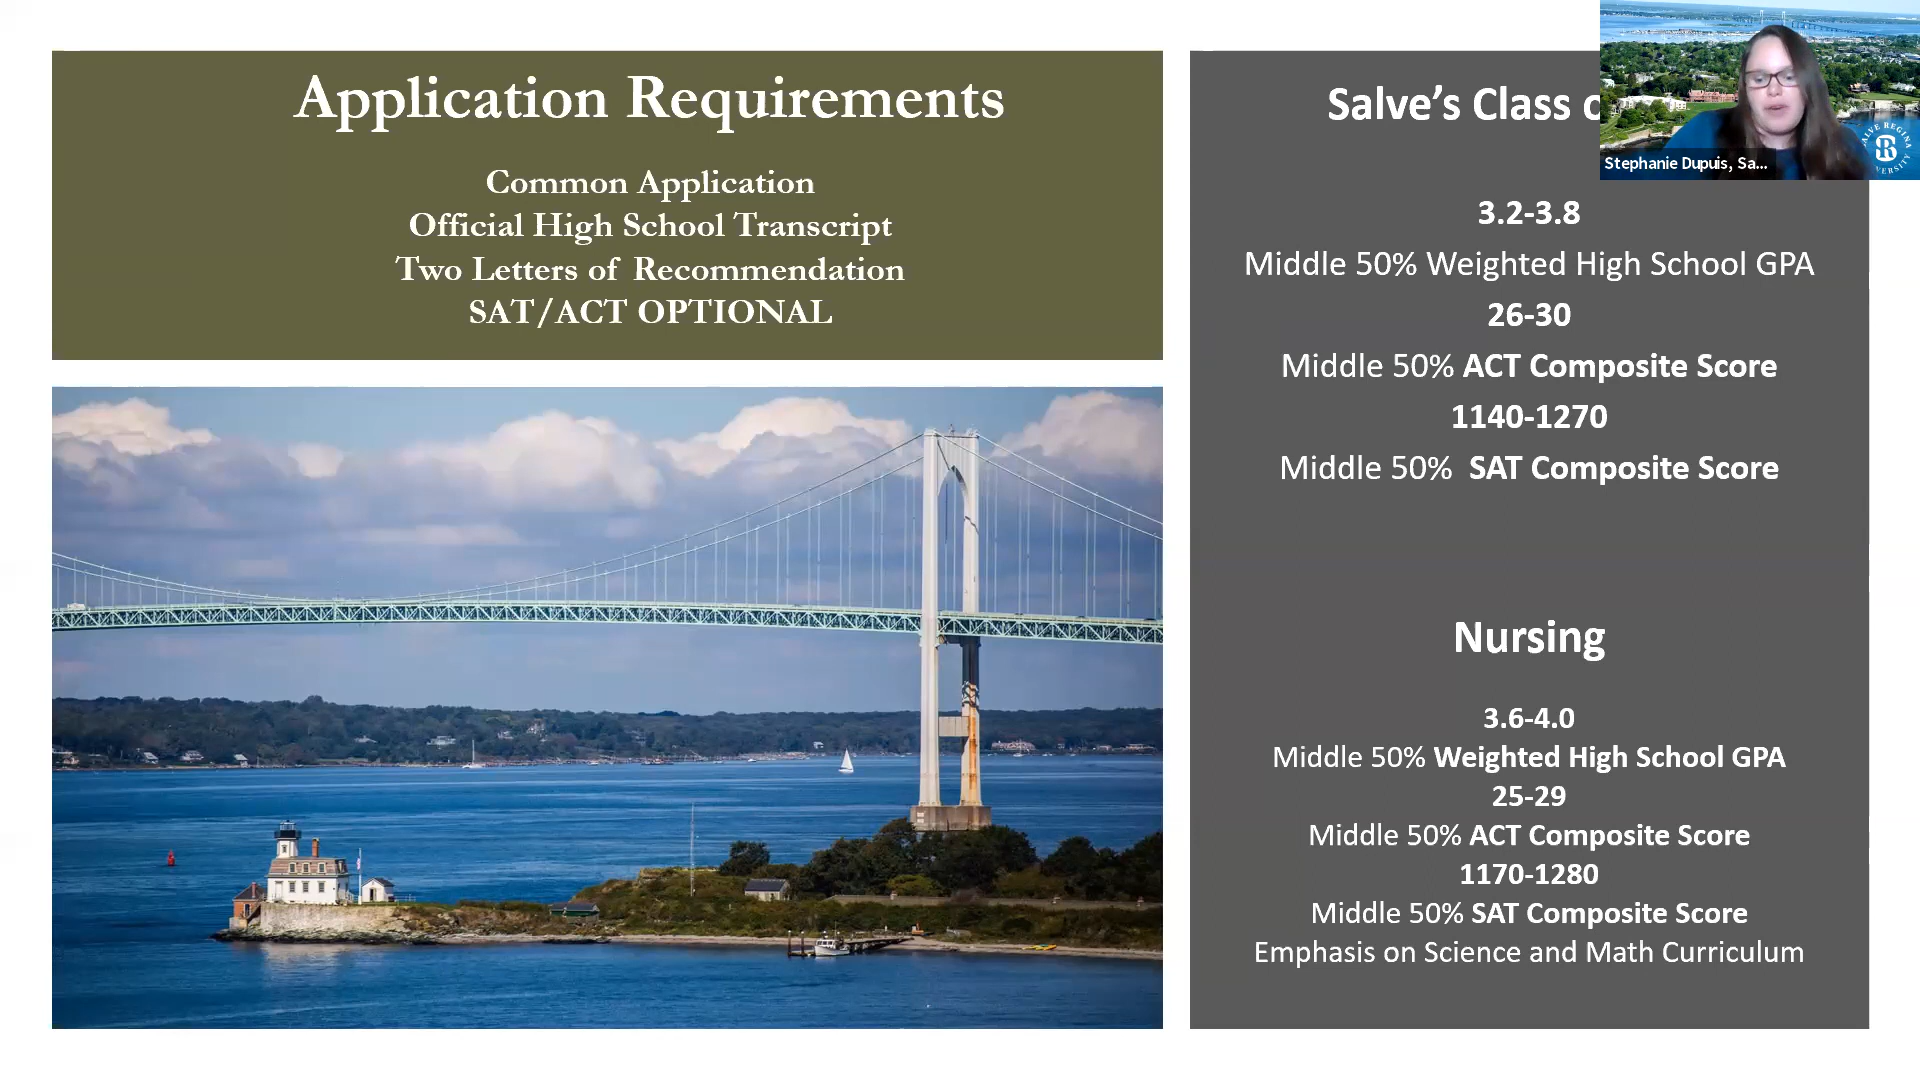 Application Requirements
Common Application
Official High School Transcript
Two Letters of Recommendation
SAT/ACT OPTIONAL
Salve's Class
3.2-3.8
Middle 50% Weighted High School GPA
26-30
Middle 50% ACT Composite Score
1140-1270
Middle 50% SAT Composite Score
Nursing
3.6-4.0
Middle 50% Weighted High School GPA
25-29
Middle 50% ACT Composite Score
1170-1280
Middle 50% SAT Composite Score
Emphasis on Science and Math Curriculum
Stephanie Dupuis, Sa...